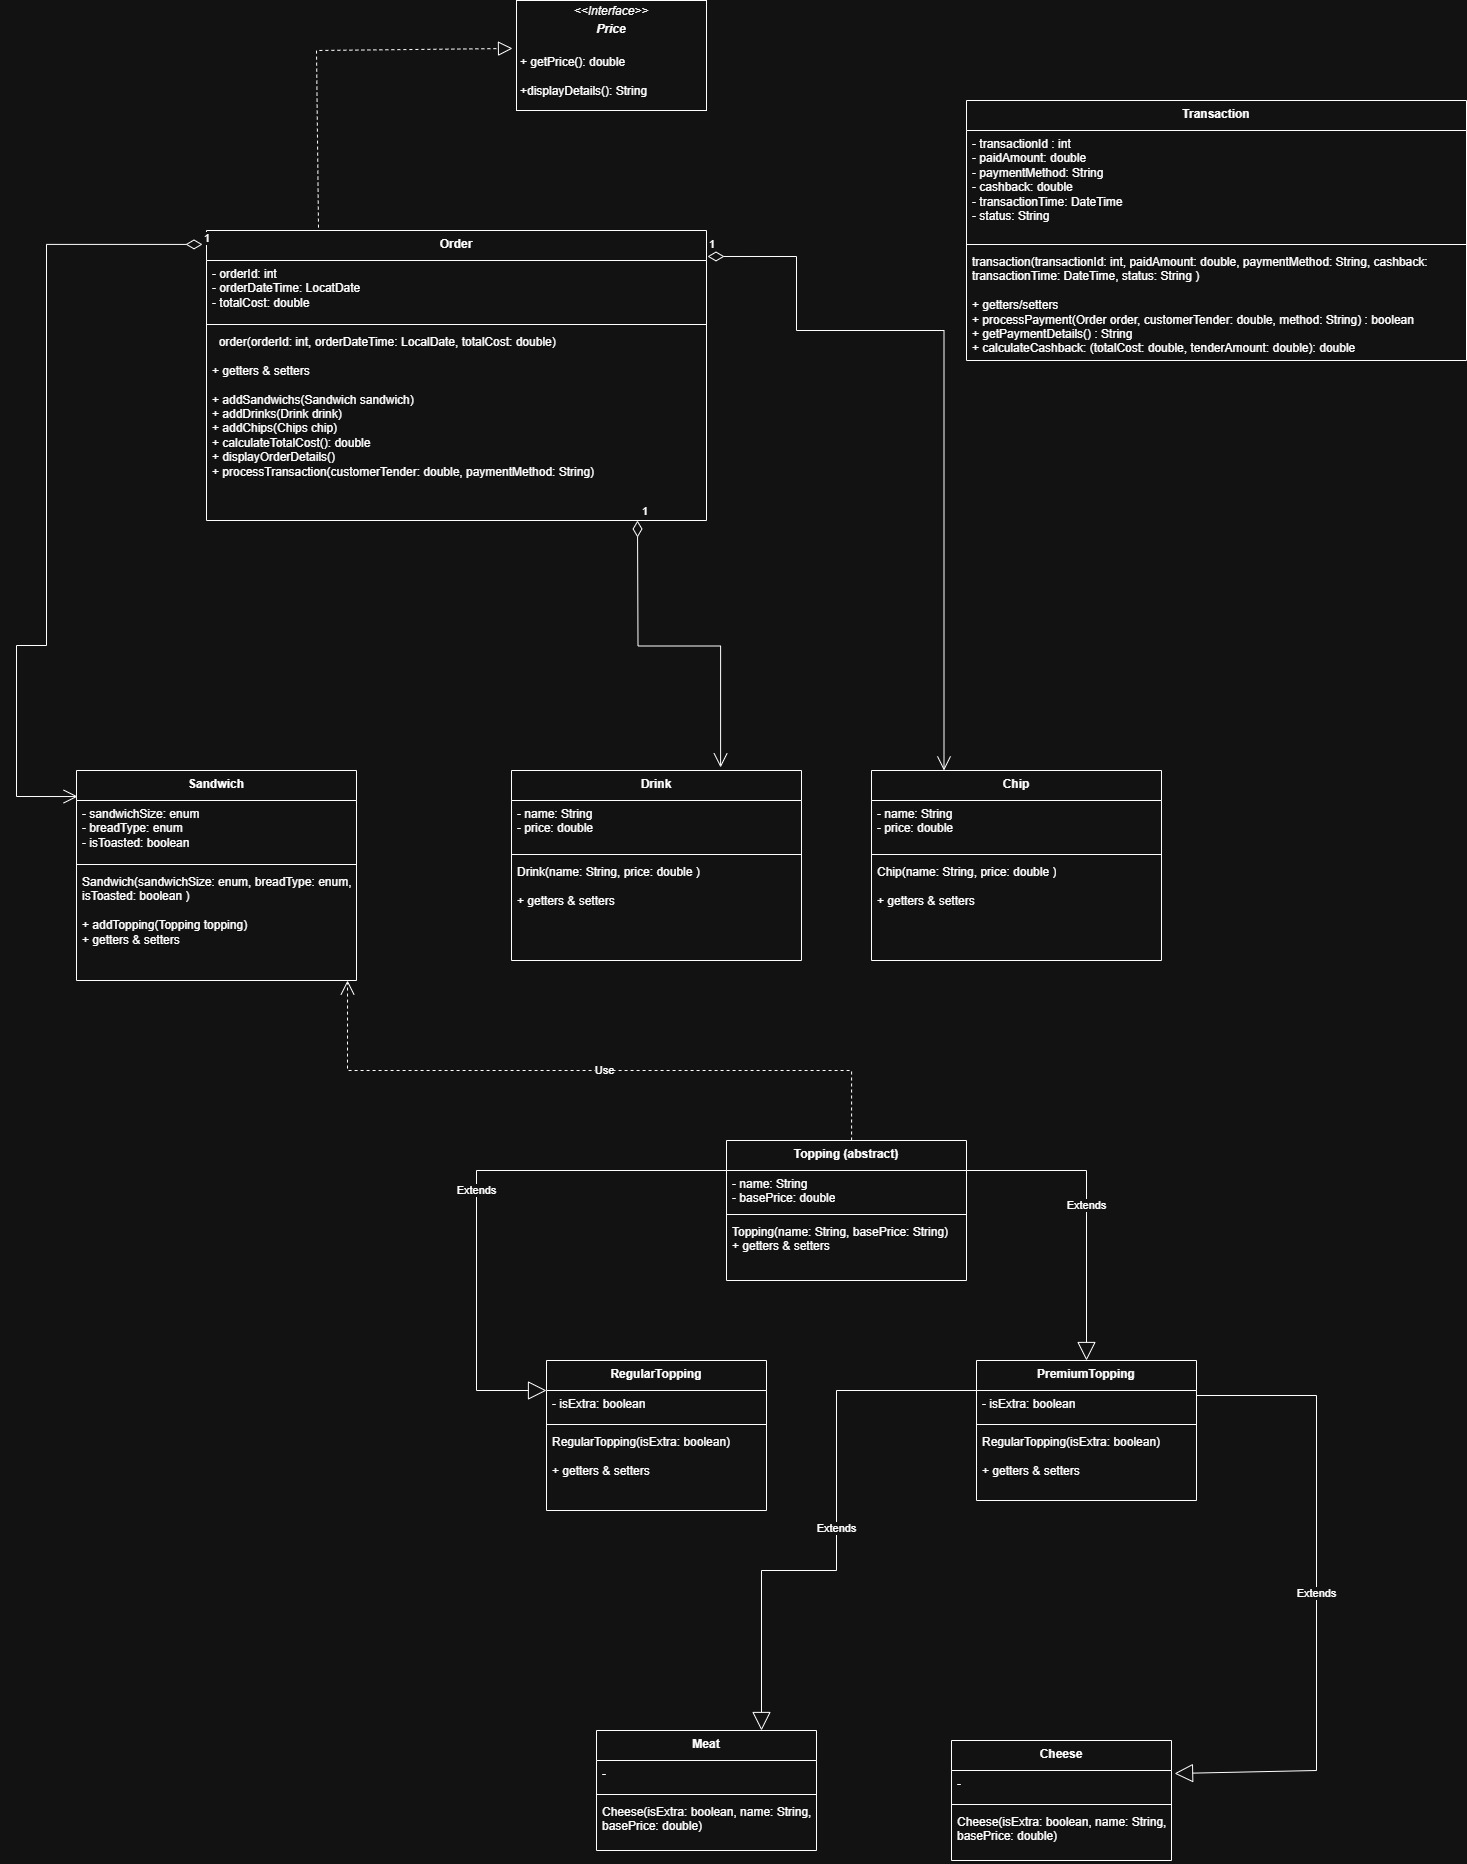 <<Interface>>
Price
+ getPrice(): double
+displayDetails(): String
Transaction
- transactionId : int
- paidAmount: double
- paymentMethod: String
- cashback: double
- transactionTime: DateTime
- status: String
transaction(transactionId: int, paidAmount: double, paymentMethod: String, cashback:
transactionTime: DateTime, status: String )
+ getters/setters
+ processPayment(Order order, customerTender: double, method: String) : boolean
+ getPaymentDetails() : String
+ calculateCashback: (totalCost: double, tenderAmount: double): double
1
Order
1
- orderId: int
- orderDateTime: LocatDate
- totalCost: double
order(orderId: int, orderDateTime: LocalDate, totalCost: double)
+ getters & setters
+ addSandwichs(Sandwich sandwich)
+ addDrinks(Drink drink)
+ addChips(Chips chip)
+ calculateTotalCost(): double
+ displayOrderDetails()
+ processTransaction(customerTender: double, paymentMethod: String)
1
Sandwich
- sandwichSize: enum
- breadType: enum
- isToasted: boolean
Sandwich(sandwichSize: enum, breadType: enum,
isToasted: boolean )
+ addTopping(Topping topping)
+ getters & setters
Drink
- name: String
- price: double
Drink(name: String, price: double )
+ getters & setters
Chip
- name: String
- price: double
Chip(name: String, price: double )
+ getters & setters
Use
Topping (abstract)
- name: String
- basePrice: double
Topping(name: String, basePrice: String)
+ getters & setters
Extends
Extends
RegularTopping
- isExtra: boolean
RegularTopping(isExtra: boolean)
+ getters & setters
PremiumTopping
- isExtra: boolean
RegularTopping(isExtra: boolean)
+ getters & setters
Extends
Extends
Meat
-
Cheese(isExtra: boolean, name: String,
basePrice: double)
Cheese
-
Cheese(isExtra: boolean, name: String,
basePrice: double)